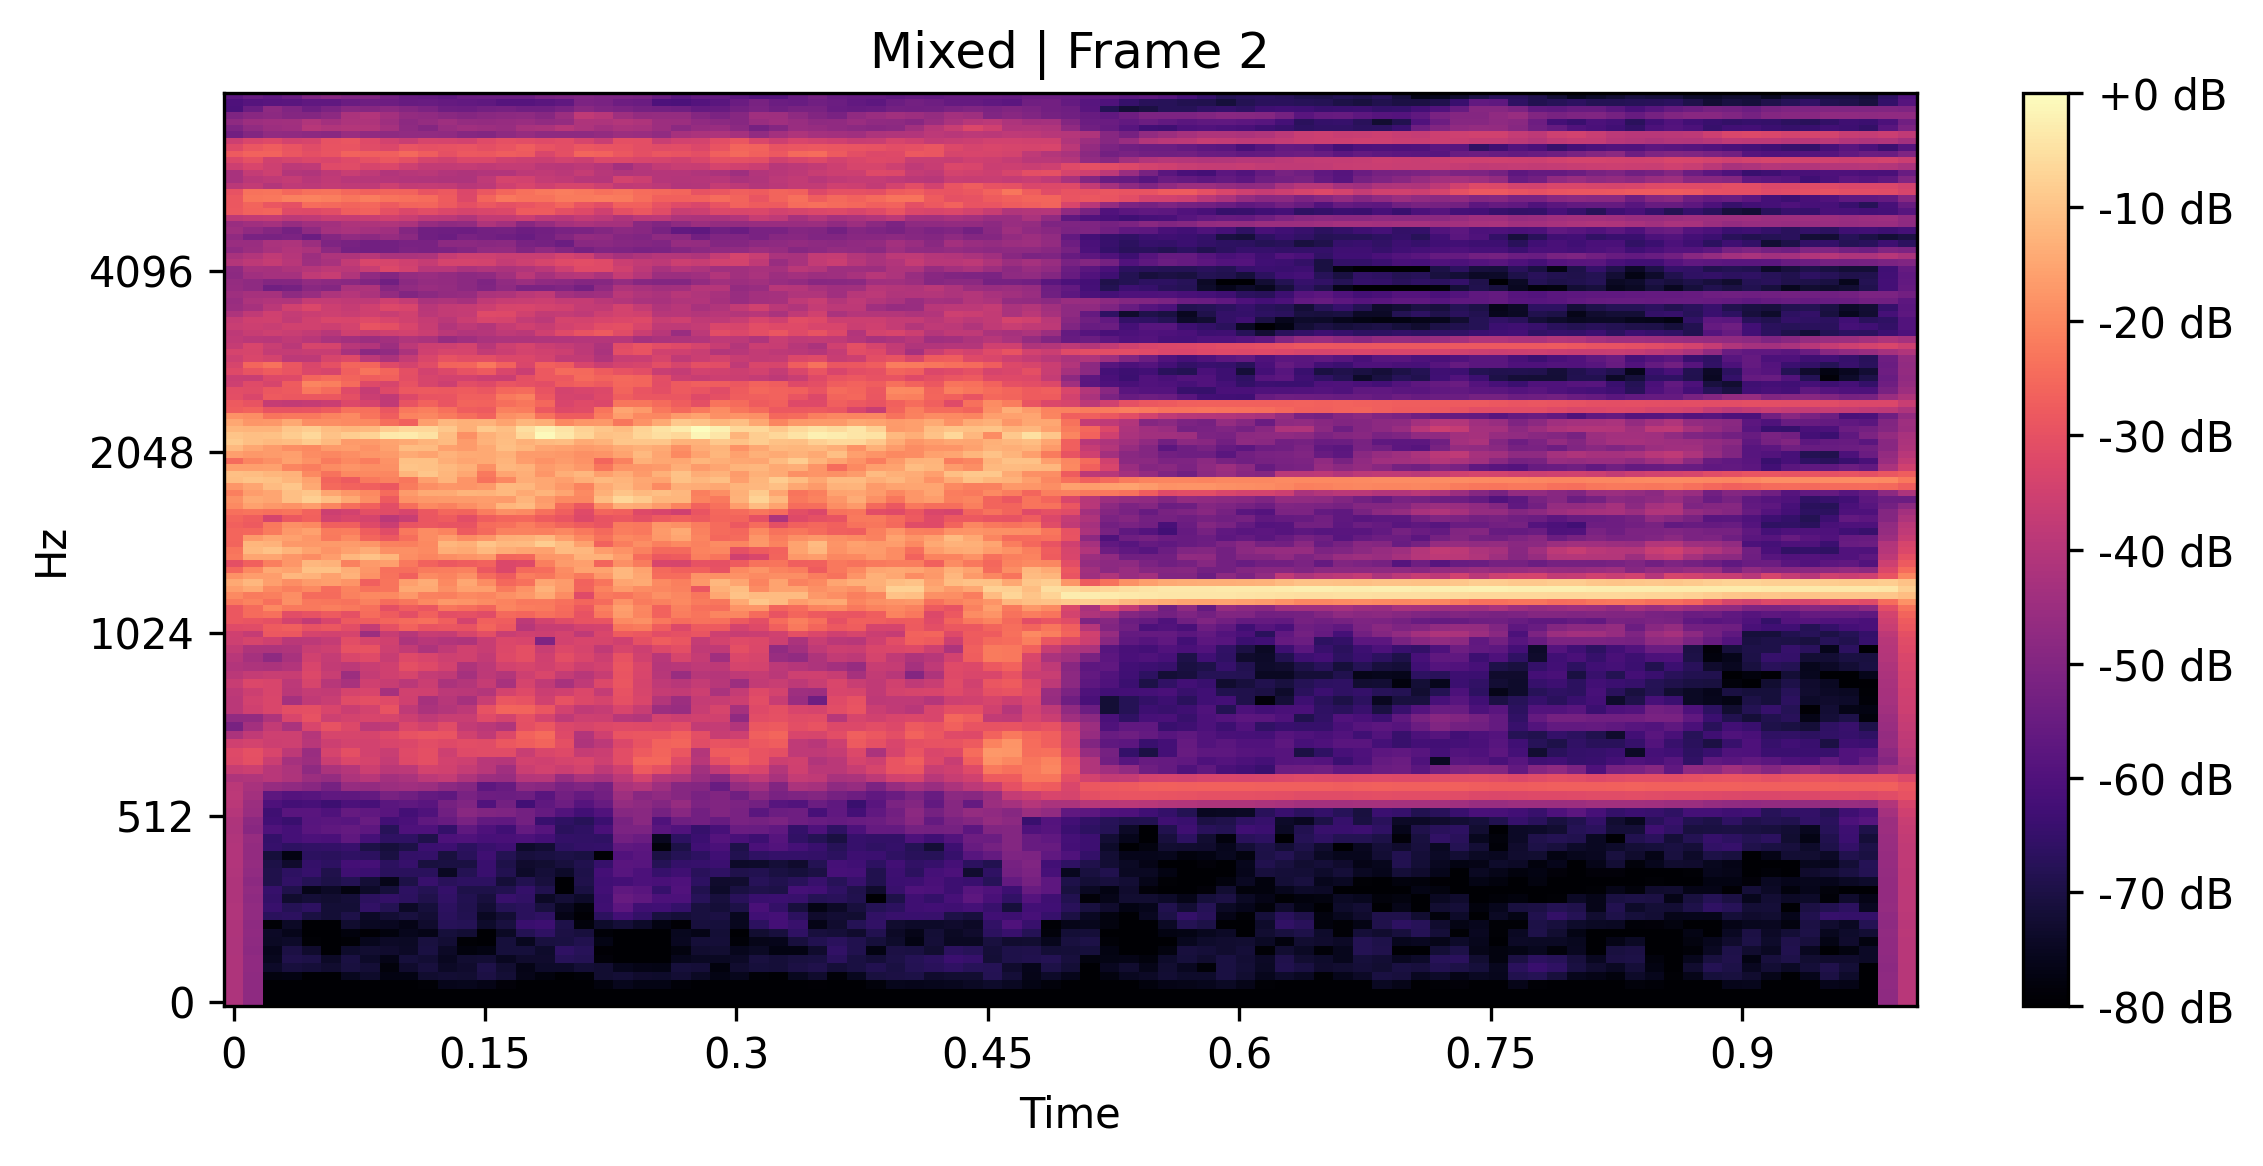 Mixed | Frame 2
+0 dB
-10 dB
-20 dB
-30 dB
-40 dB
-50 dB
-60 dB
-70 dB
-80 dB
Hz
4096
2048
1024
512
0
0 0.15 0.3 0.45 0.6 0.75 0.9
Time